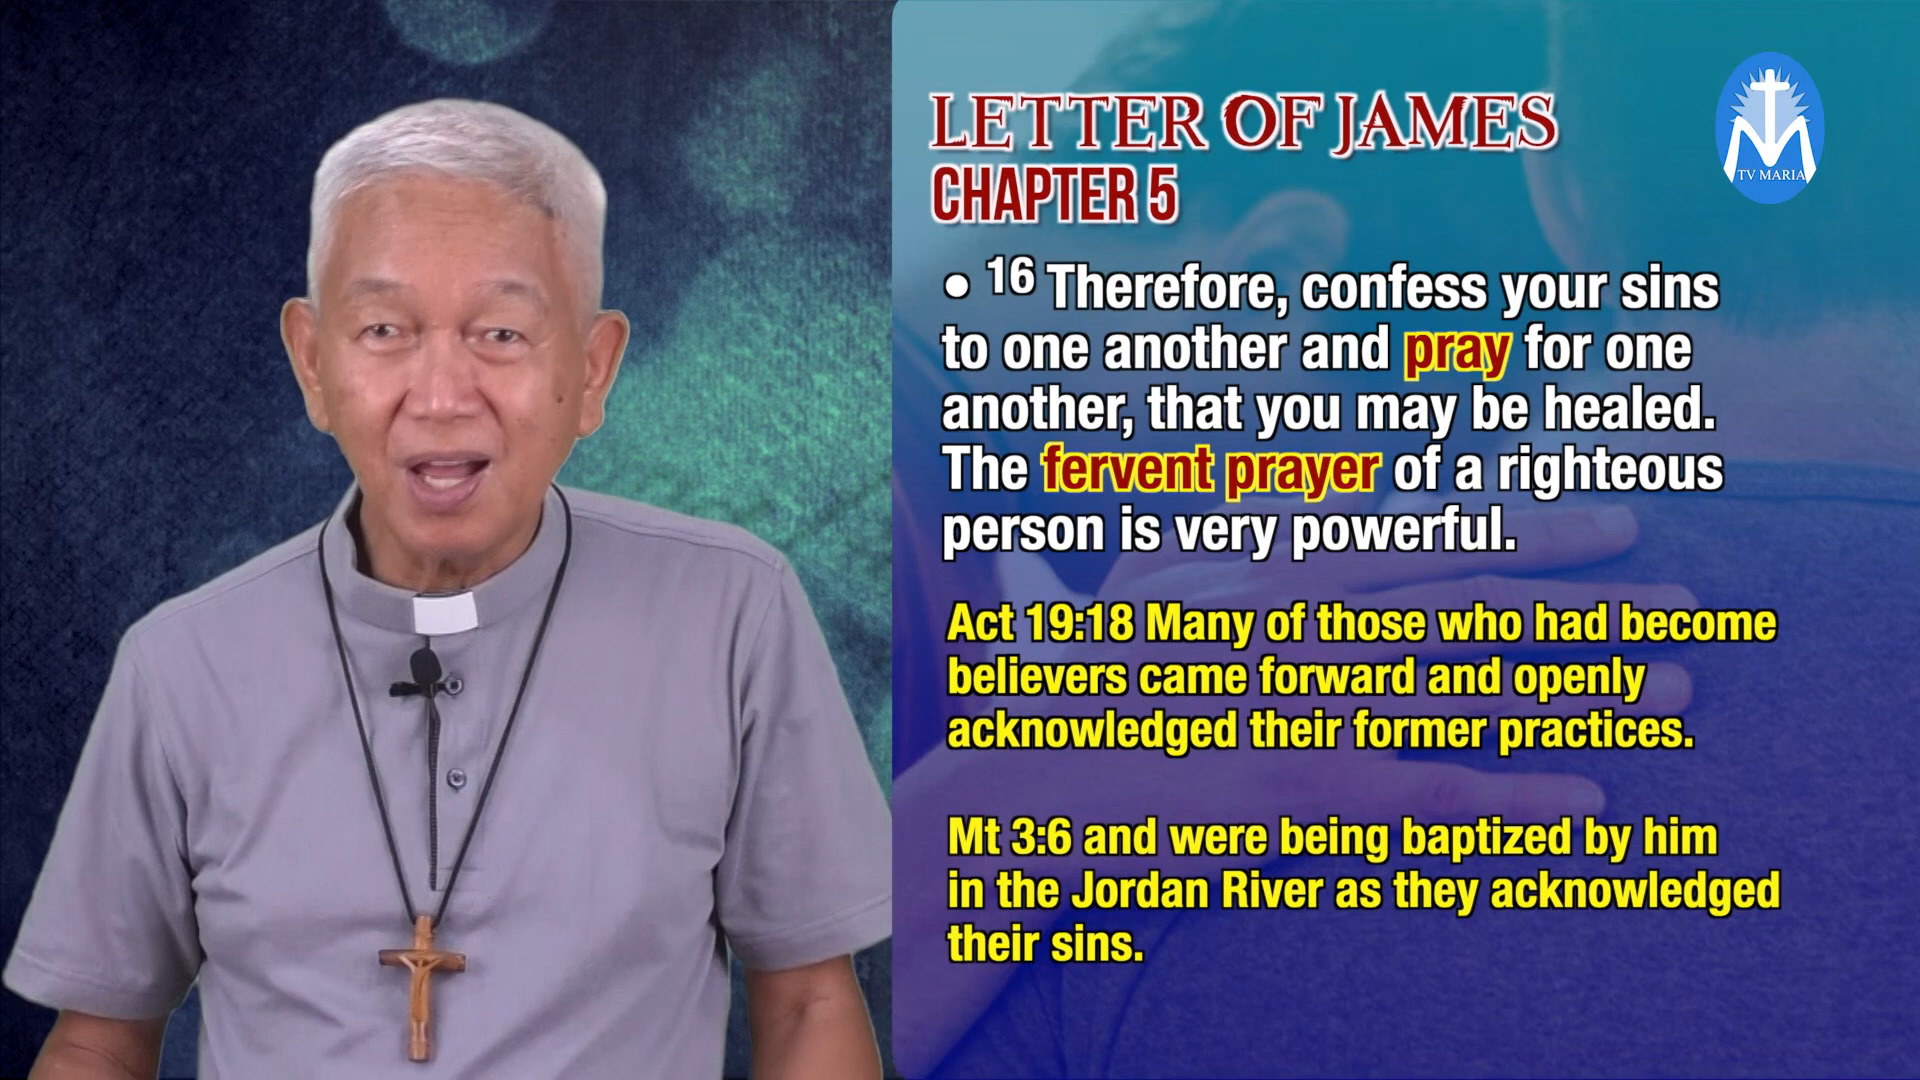 LETTER OF JAMES
CHAPTER 5
TV MARIA
• 16 Therefore, confess your sins
to one another and pray for one
another, that you may be healed.
The fervent prayer of a righteous
person is very powerful.
Act 19:18 Many of those who had become
believers came forward and openly
acknowledged their former practices.
Mt 3:6 and were being baptized by him
in the Jordan River as they acknowledged
their sins.